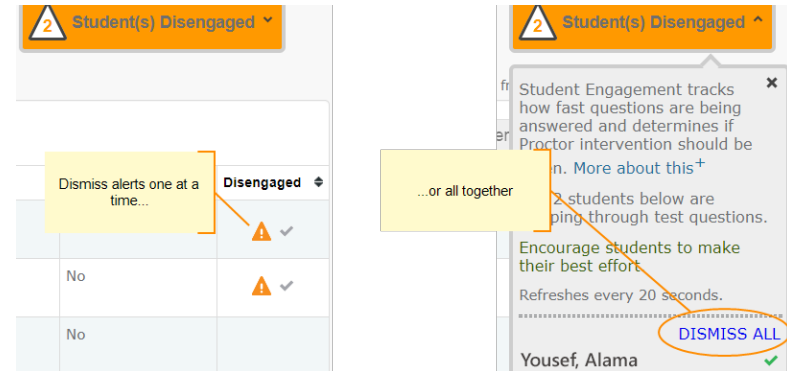 2 Student(s) Disengaged
Dismiss alerts one at a
time...
Disengaged
No
No
2 Student(s) Disengaged
fr
er
...or all together
Student Engagement tracks
how fast questions are being
answered and determines if
Proctor intervention should be
n. More about this+
2 students below are
ping through test questions.
Encourage students to make
their best effort
Refreshes every 20 seconds.
DISMISS ALL
Yousef, Alama